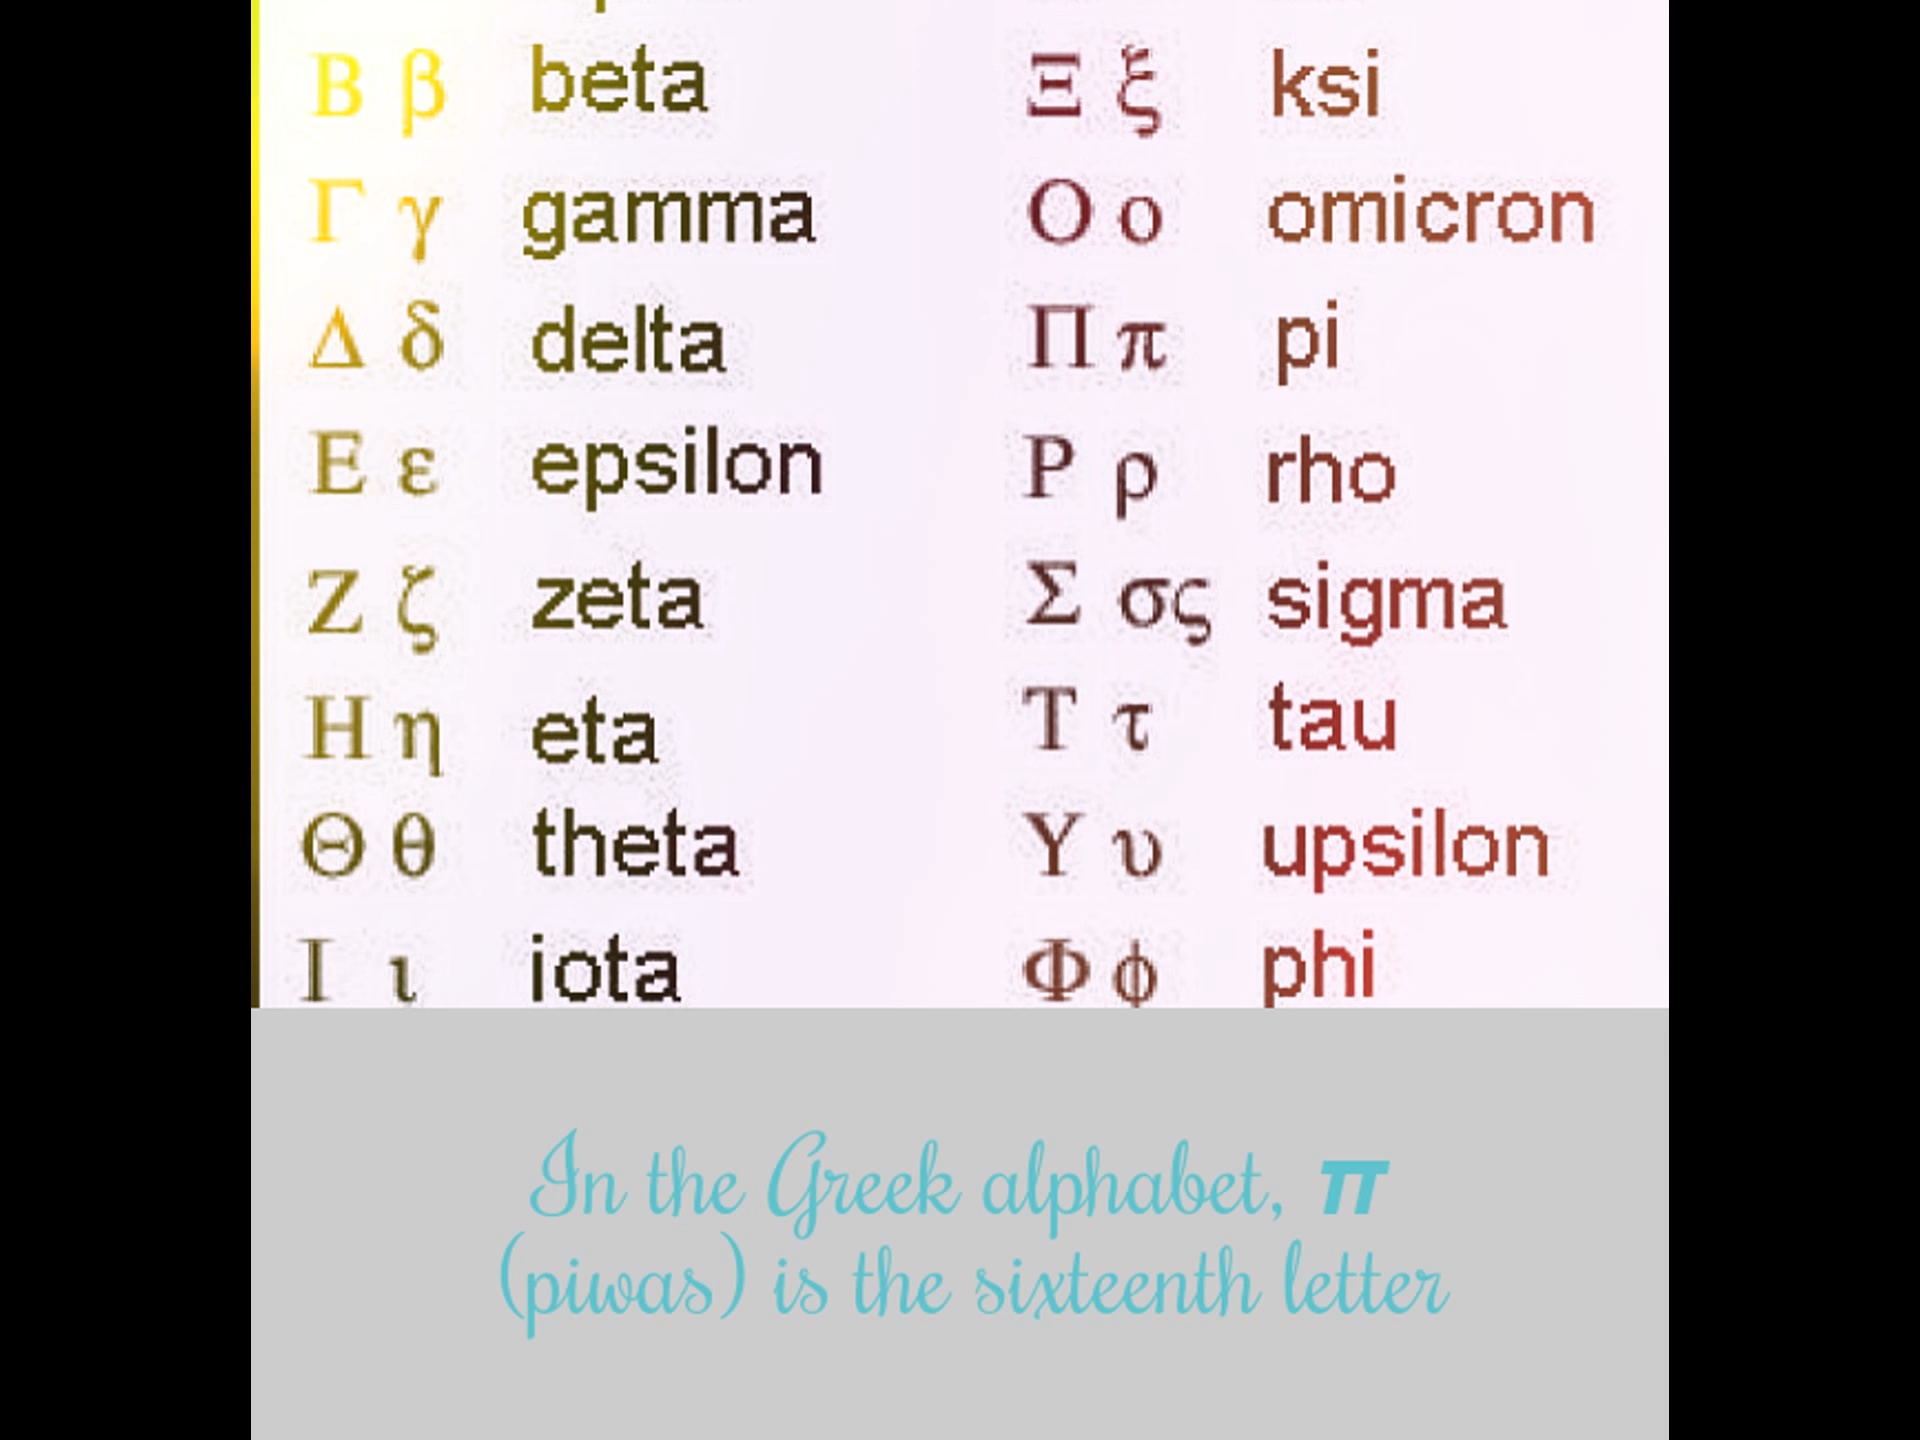 Β β beta Ξ ξ ksi
Γ γ gamma Ο ο omicron
Δ δ delta Π π pi
Ε ε epsilon Ρ ρ rho
Ζ ζ zeta Σ σς sigma
Η η eta Τ τ tau
Θ θ theta Υ υ upsilon
Ι ι iota Φ ϕ phi
In the Greek alphabet, π
(piwas) is the sixteenth letter